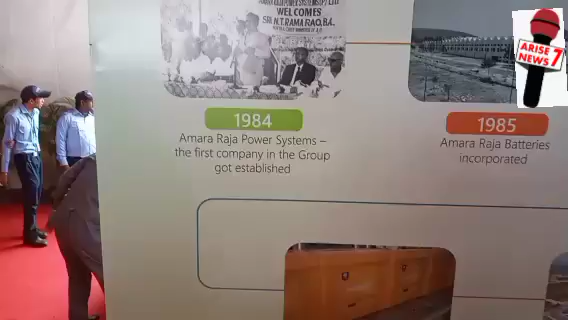 WELCOMES
SRI N.T. RAMA RAO, B.A.
ARISE
NEWS 7
1984
Amara Raja Power Systems –
the first company in the Group
got established
1985
Amara Raja Batteries
incorporated